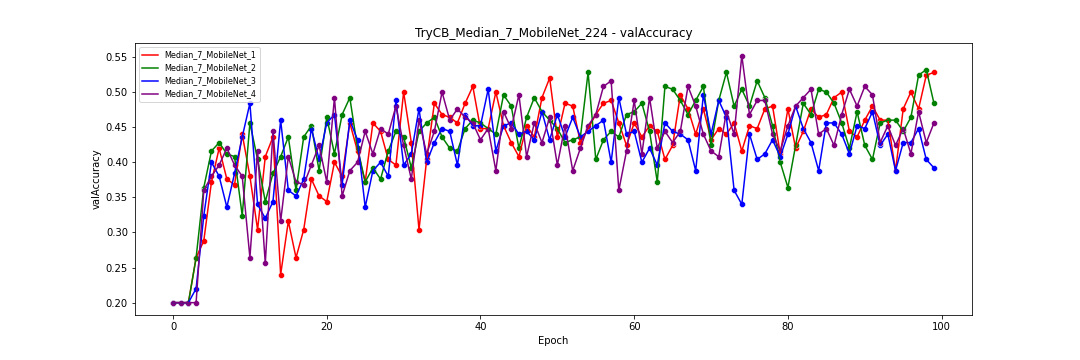 TryCB_Median_7_MobileNet_224 - valAccuracy
Median_7_MobileNet_1
Median_7_MobileNet_2
Median_7_MobileNet_3
Median_7_MobileNet_4
valAccuracy
0.55
0.50
0.45
0.40
0.35
0.30
0.25
0.20
0 20 40 60 80 100
Epoch